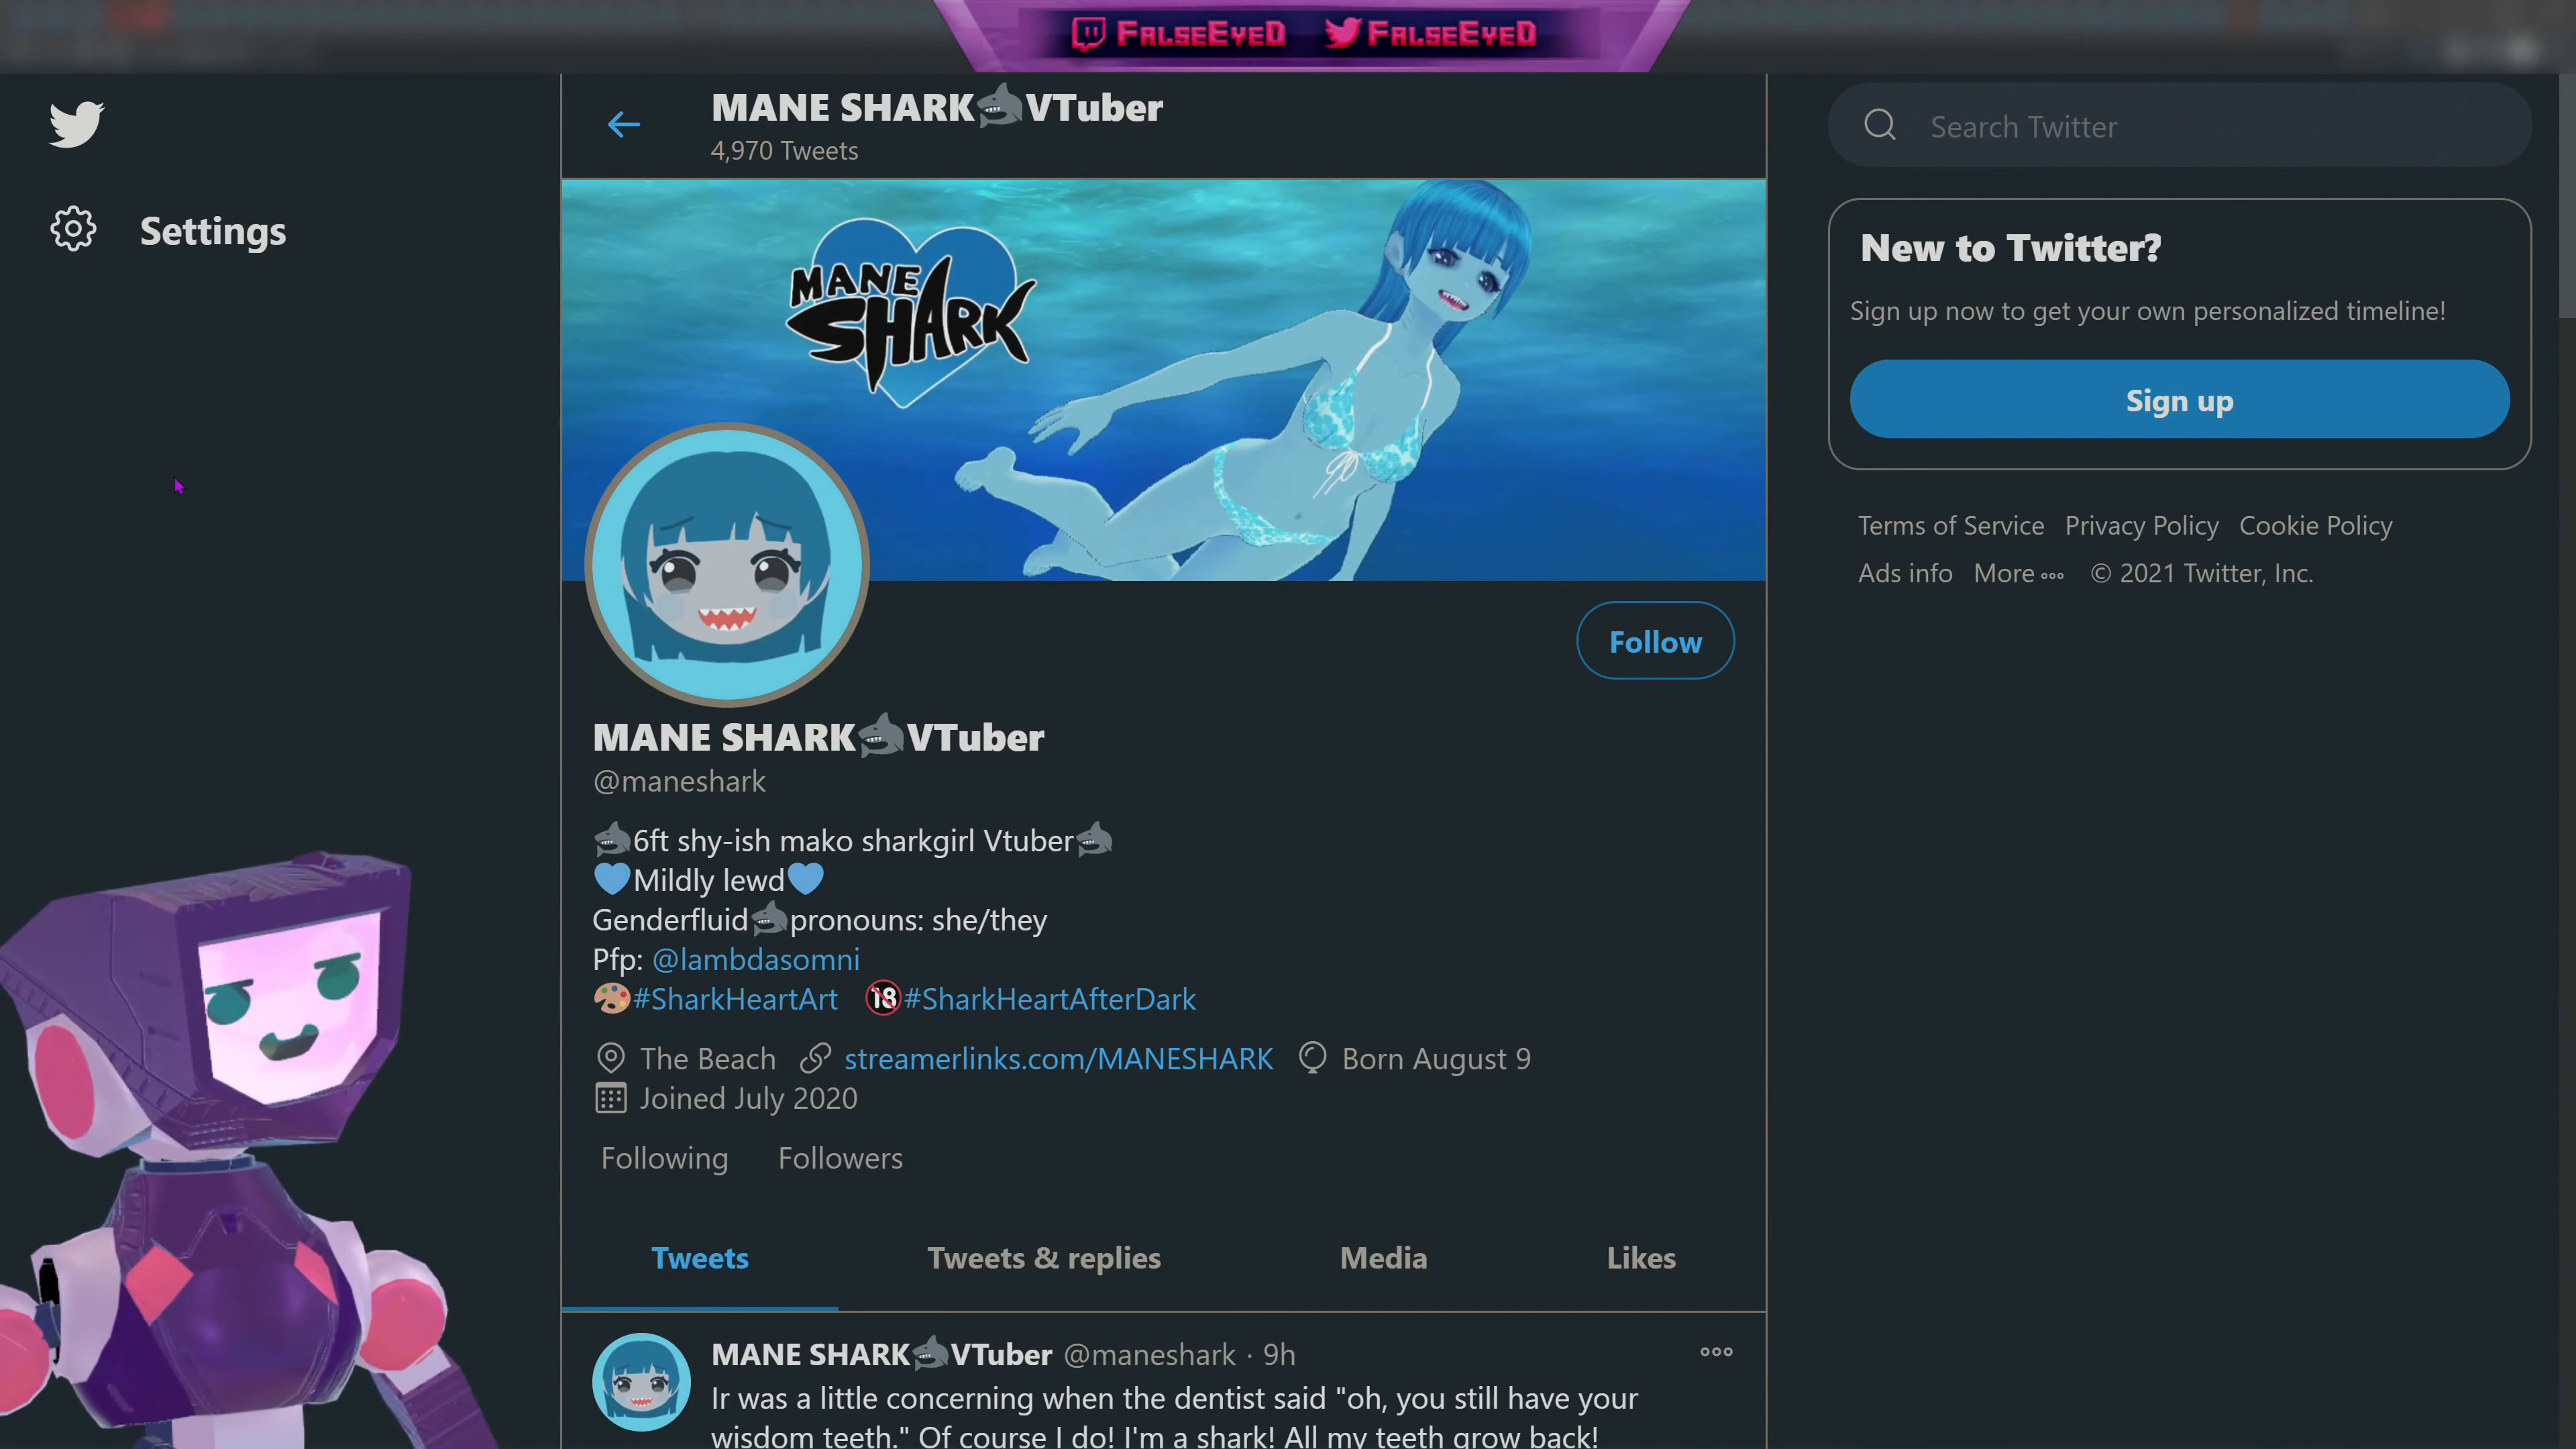 FALSEEYED FALSEEYED
MANE SHARK🦈VTuber
4,970 Tweets
Search Twitter
Settings
New to Twitter?
Sign up now to get your own personalized timeline!
Sign up
Terms of Service Privacy Policy Cookie Policy
Ads info More © 2021 Twitter, Inc.
MANE
SHARK
Follow
MANE SHARK🦈VTuber
@maneshark
🦈6ft shy-ish mako sharkgirl Vtuber🦈
💙Mildly lewd💙
Genderfluid🦈pronouns: she/they
Pfp: @lambdasomni
🎨#SharkHeartArt 🔞#SharkHeartAfterDark
The Beach streamerlinks.com/MANESHARK Born August 9
Joined July 2020
Following Followers
Tweets Tweets & replies Media Likes
MANE SHARK🦈VTuber @maneshark · 9h
Ir was a little concerning when the dentist said "oh, you still have your
wisdom teeth." Of course I do! I'm a shark! All my teeth grow back!